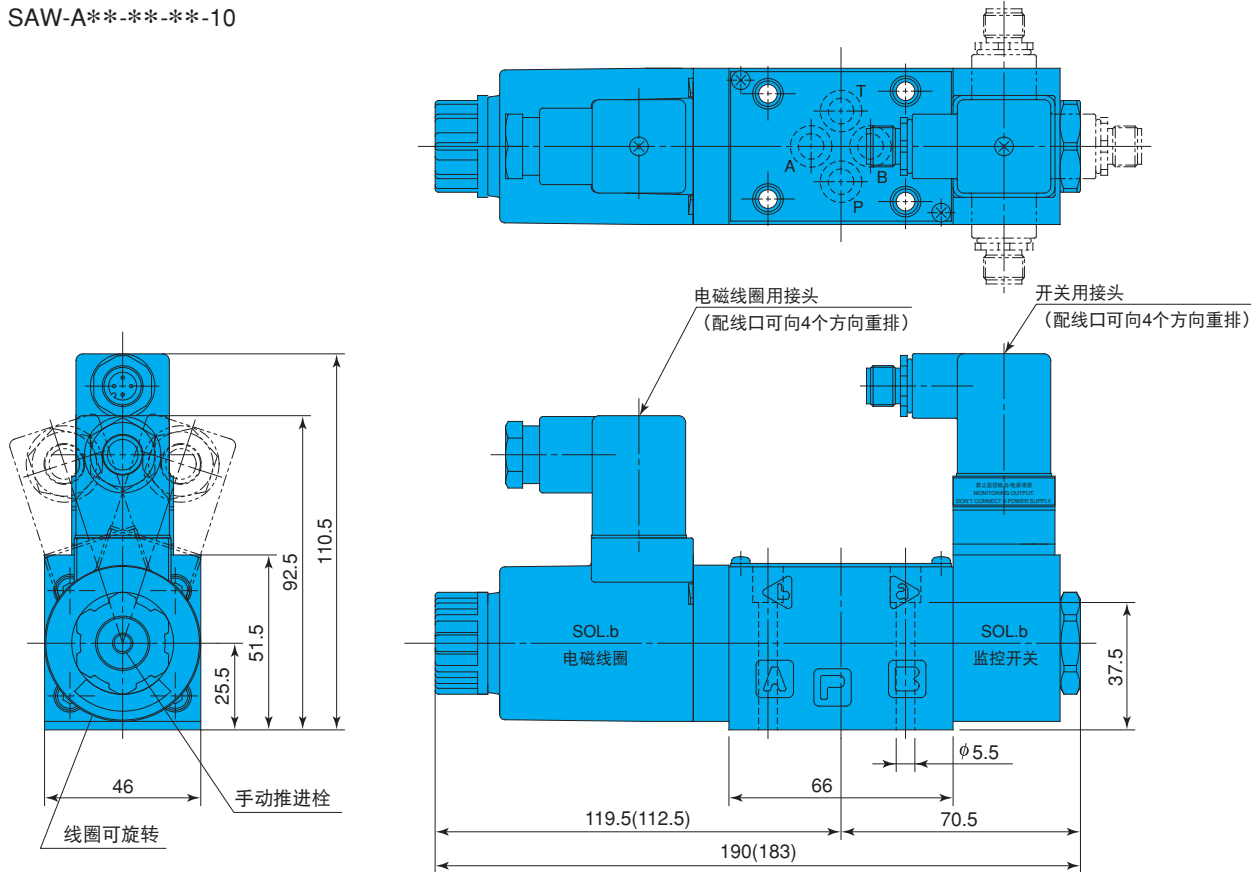 SAW-A**-**-**-10
T
A
B
P
电磁线圈用接头
（配线口可向4个方向重排）
开关用接头
（配线口可向4个方向重排）
MONITORING OUTPUT.
DON'T CONNECT A POWER SUPPLY.
110.5
92.5
51.5
25.5
46
手动推进栓
线圈可旋转
b
a
SOL.b
电磁线圈
SOL.b
监控开关
A
P
B
37.5
φ5.5
66
119.5(112.5)
70.5
190(183)